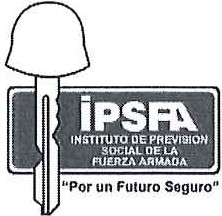 iPSFA
INSTITUTO DE PREVISION
SOCIAL DE LA
FUERZA ARMADA
"Por un Futuro Seguro"